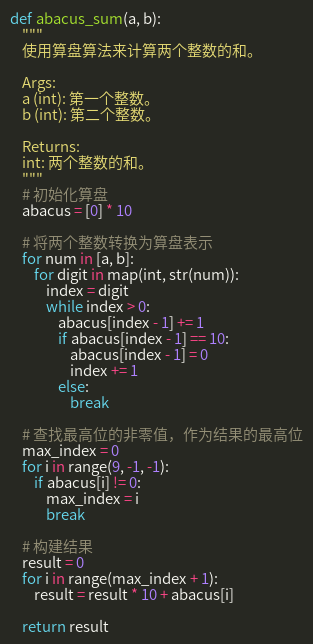 def abacus_sum(a, b):
    """
    使用算盘算法来计算两个整数的和。

    Args:
    a (int): 第一个整数。
    b (int): 第二个整数。

    Returns:
    int: 两个整数的和。
    """
    # 初始化算盘
    abacus = [0] * 10

    # 将两个整数转换为算盘表示
    for num in [a, b]:
        for digit in map(int, str(num)):
            index = digit
            while index > 0:
                abacus[index - 1] += 1
                if abacus[index - 1] == 10:
                    abacus[index - 1] = 0
                    index += 1
                else:
                    break

    # 查找最高位的非零值，作为结果的最高位
    max_index = 0
    for i in range(9, -1, -1):
        if abacus[i] != 0:
            max_index = i
            break

    # 构建结果
    result = 0
    for i in range(max_index + 1):
        result = result * 10 + abacus[i]

    return result